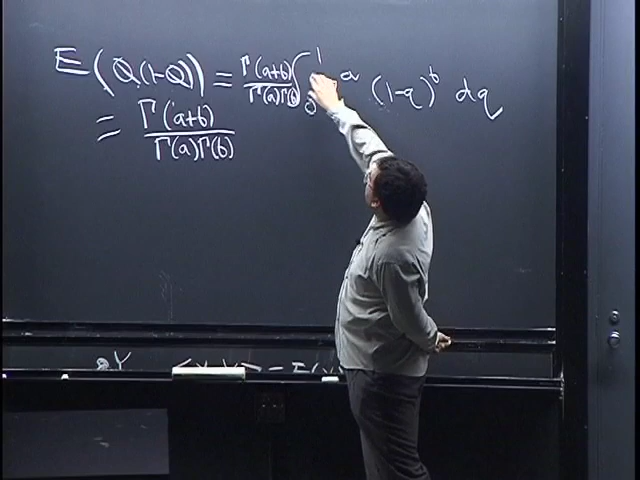 E(Q(1-Q)) = Γ(a+b)/Γ(a)Γ(b) ∫₀¹ ᵃ (1-q)ᵇ dq
= Γ(a+b)/Γ(a)Γ(b)